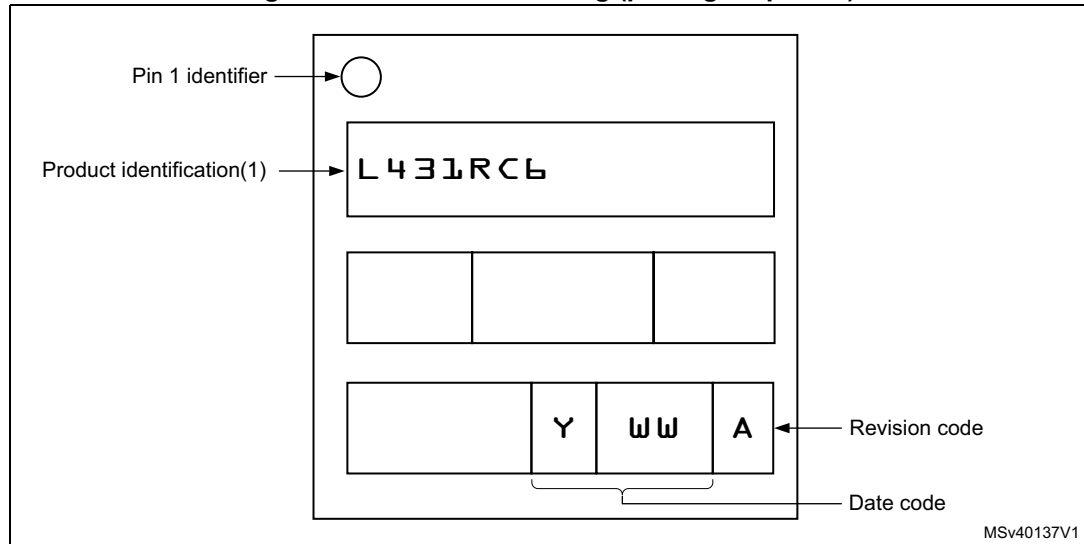 Pin 1 identifier
Product identification(1)
L431RC6
Y WW A
Revision code
Date code
MSv40137V1